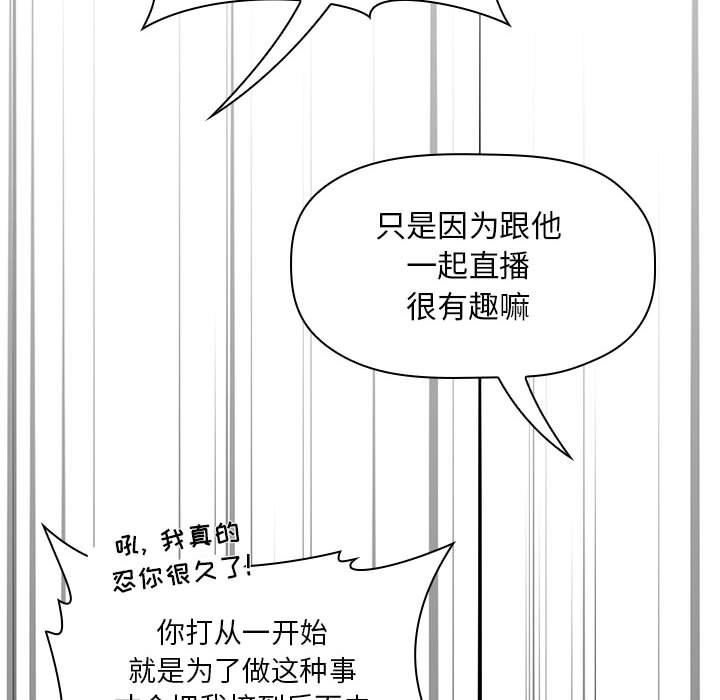 只是因为跟他
一起直播
很有趣嘛
吼，我真的
忍你很久了！
你打从一开始
就是为了做这种事